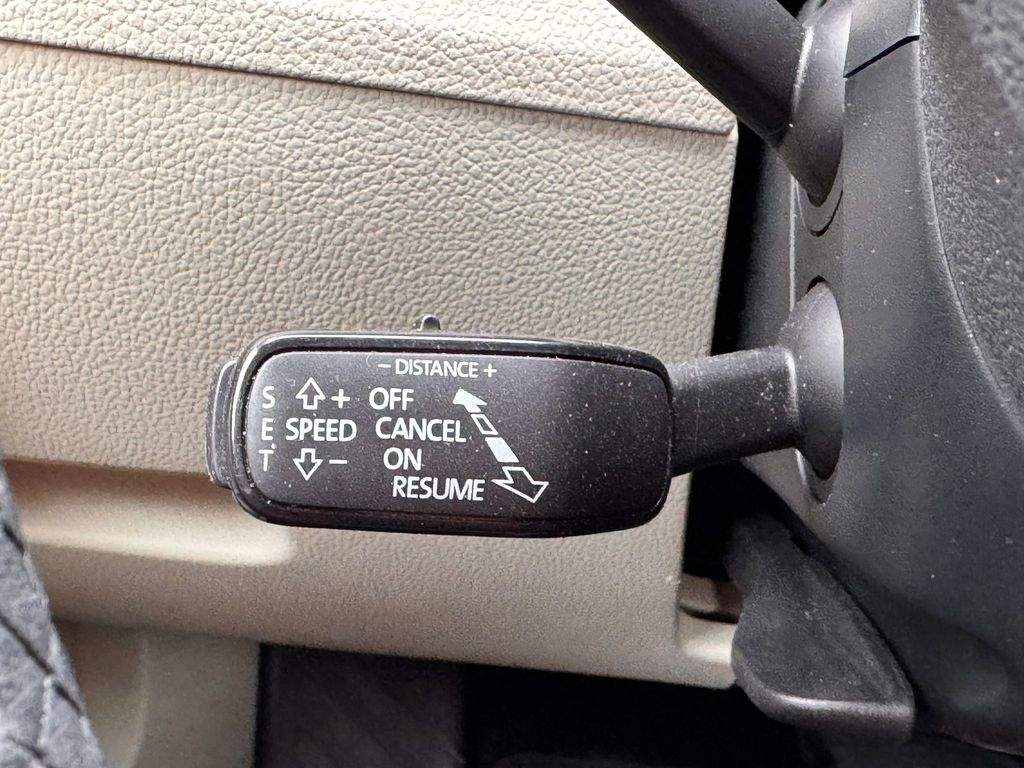 - DISTANCE +
S + OFF
E SPEED CANCEL
T - ON
RESUME